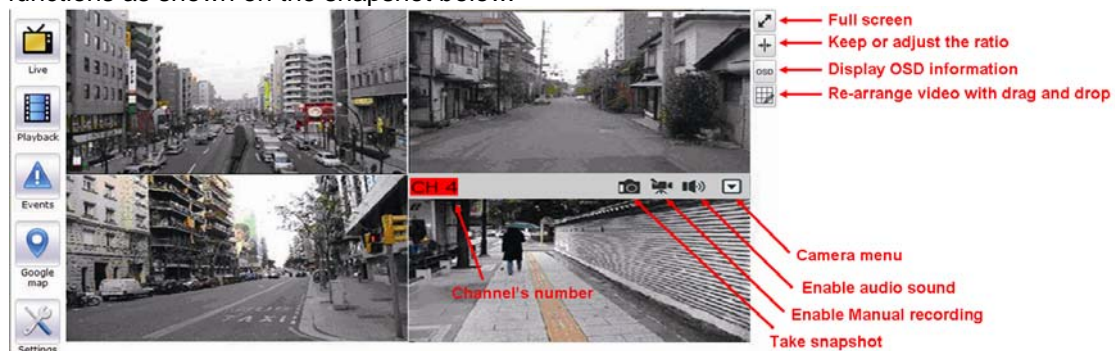 functions as shown on the snapshot below.
Live
Playback
Events
Google
map
Settings
CH 4
Channel's number
TAXI
OSD
Full screen
Keep or adjust the ratio
Display OSD information
Re-arrange video with drag and drop
Camera menu
Enable audio sound
Enable Manual recording
Take snapshot